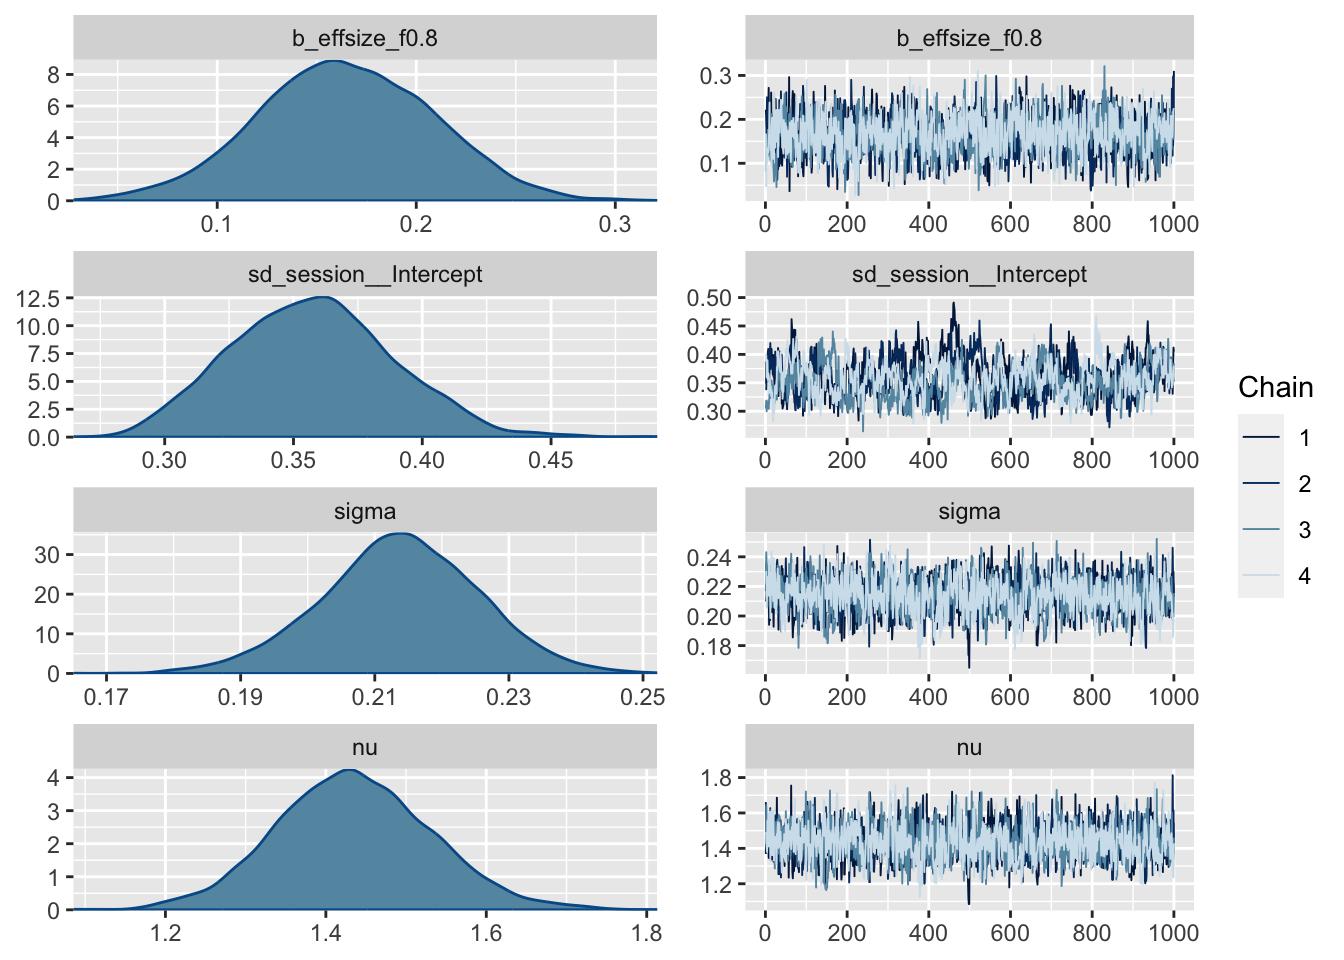 b_effsize_f0.8
8
6
4
2
0
0.1 0.2 0.3
b_effsize_f0.8
0.3
0.2
0.1
0 200 400 600 800 1000
sd_session__Intercept
12.5
10.0
7.5
5.0
2.5
0.0
0.30 0.35 0.40 0.45
sd_session__Intercept
0.50
0.45
0.40
0.35
0.30
0 200 400 600 800 1000
sigma
30
20
10
0
0.17 0.19 0.21 0.23 0.25
sigma
0.24
0.22
0.20
0.18
0 200 400 600 800 1000
nu
4
3
2
1
0
1.2 1.4 1.6 1.8
nu
1.8
1.6
1.4
1.2
0 200 400 600 800 1000
Chain
1
2
3
4